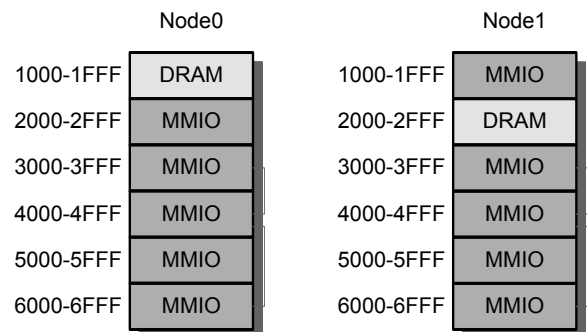 Node0 Node1
1000-1FFF DRAM 1000-1FFF MMIO
2000-2FFF MMIO 2000-2FFF DRAM
3000-3FFF MMIO 3000-3FFF MMIO
4000-4FFF MMIO 4000-4FFF MMIO
5000-5FFF MMIO 5000-5FFF MMIO
6000-6FFF MMIO 6000-6FFF MMIO